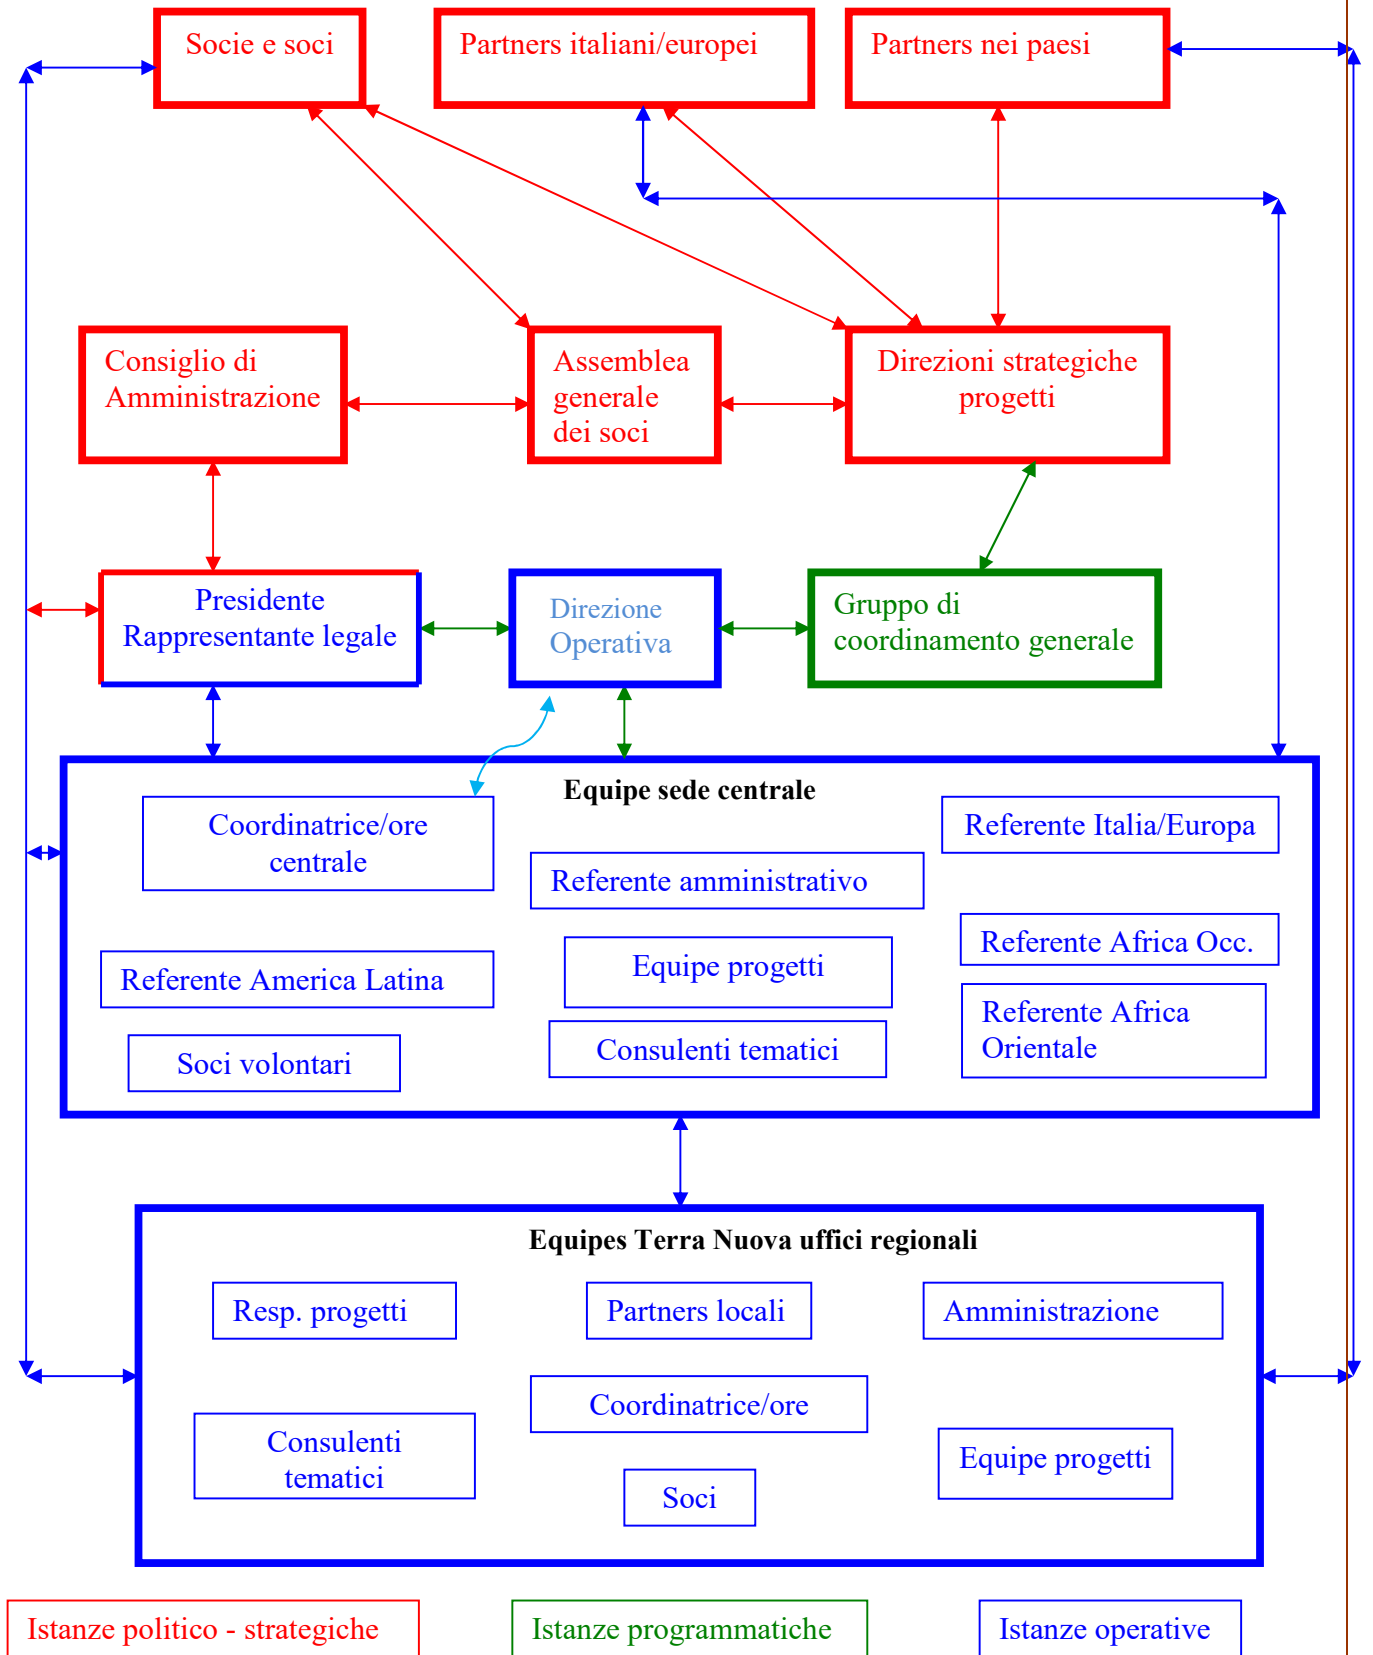 Socie e soci
Partners italiani/europei
Partners nei paesi
Consiglio di
Amministrazione
Assemblea
generale
dei soci
Direzioni strategiche
progetti
Presidente
Rappresentante legale
Direzione
Operativa
Gruppo di
coordinamento generale
Equipe sede centrale
Coordinatrice/ore
centrale
Referente Italia/Europa
Referente amministrativo
Referente Africa Occ.
Equipe progetti
Referente America Latina
Referente Africa
Orientale
Consulenti tematici
Soci volontari
Equipes Terra Nuova uffici regionali
Resp. progetti
Partners locali
Amministrazione
Coordinatrice/ore
Consulenti
tematici
Equipe progetti
Soci
Istanze politico - strategiche
Istanze programmatiche
Istanze operative